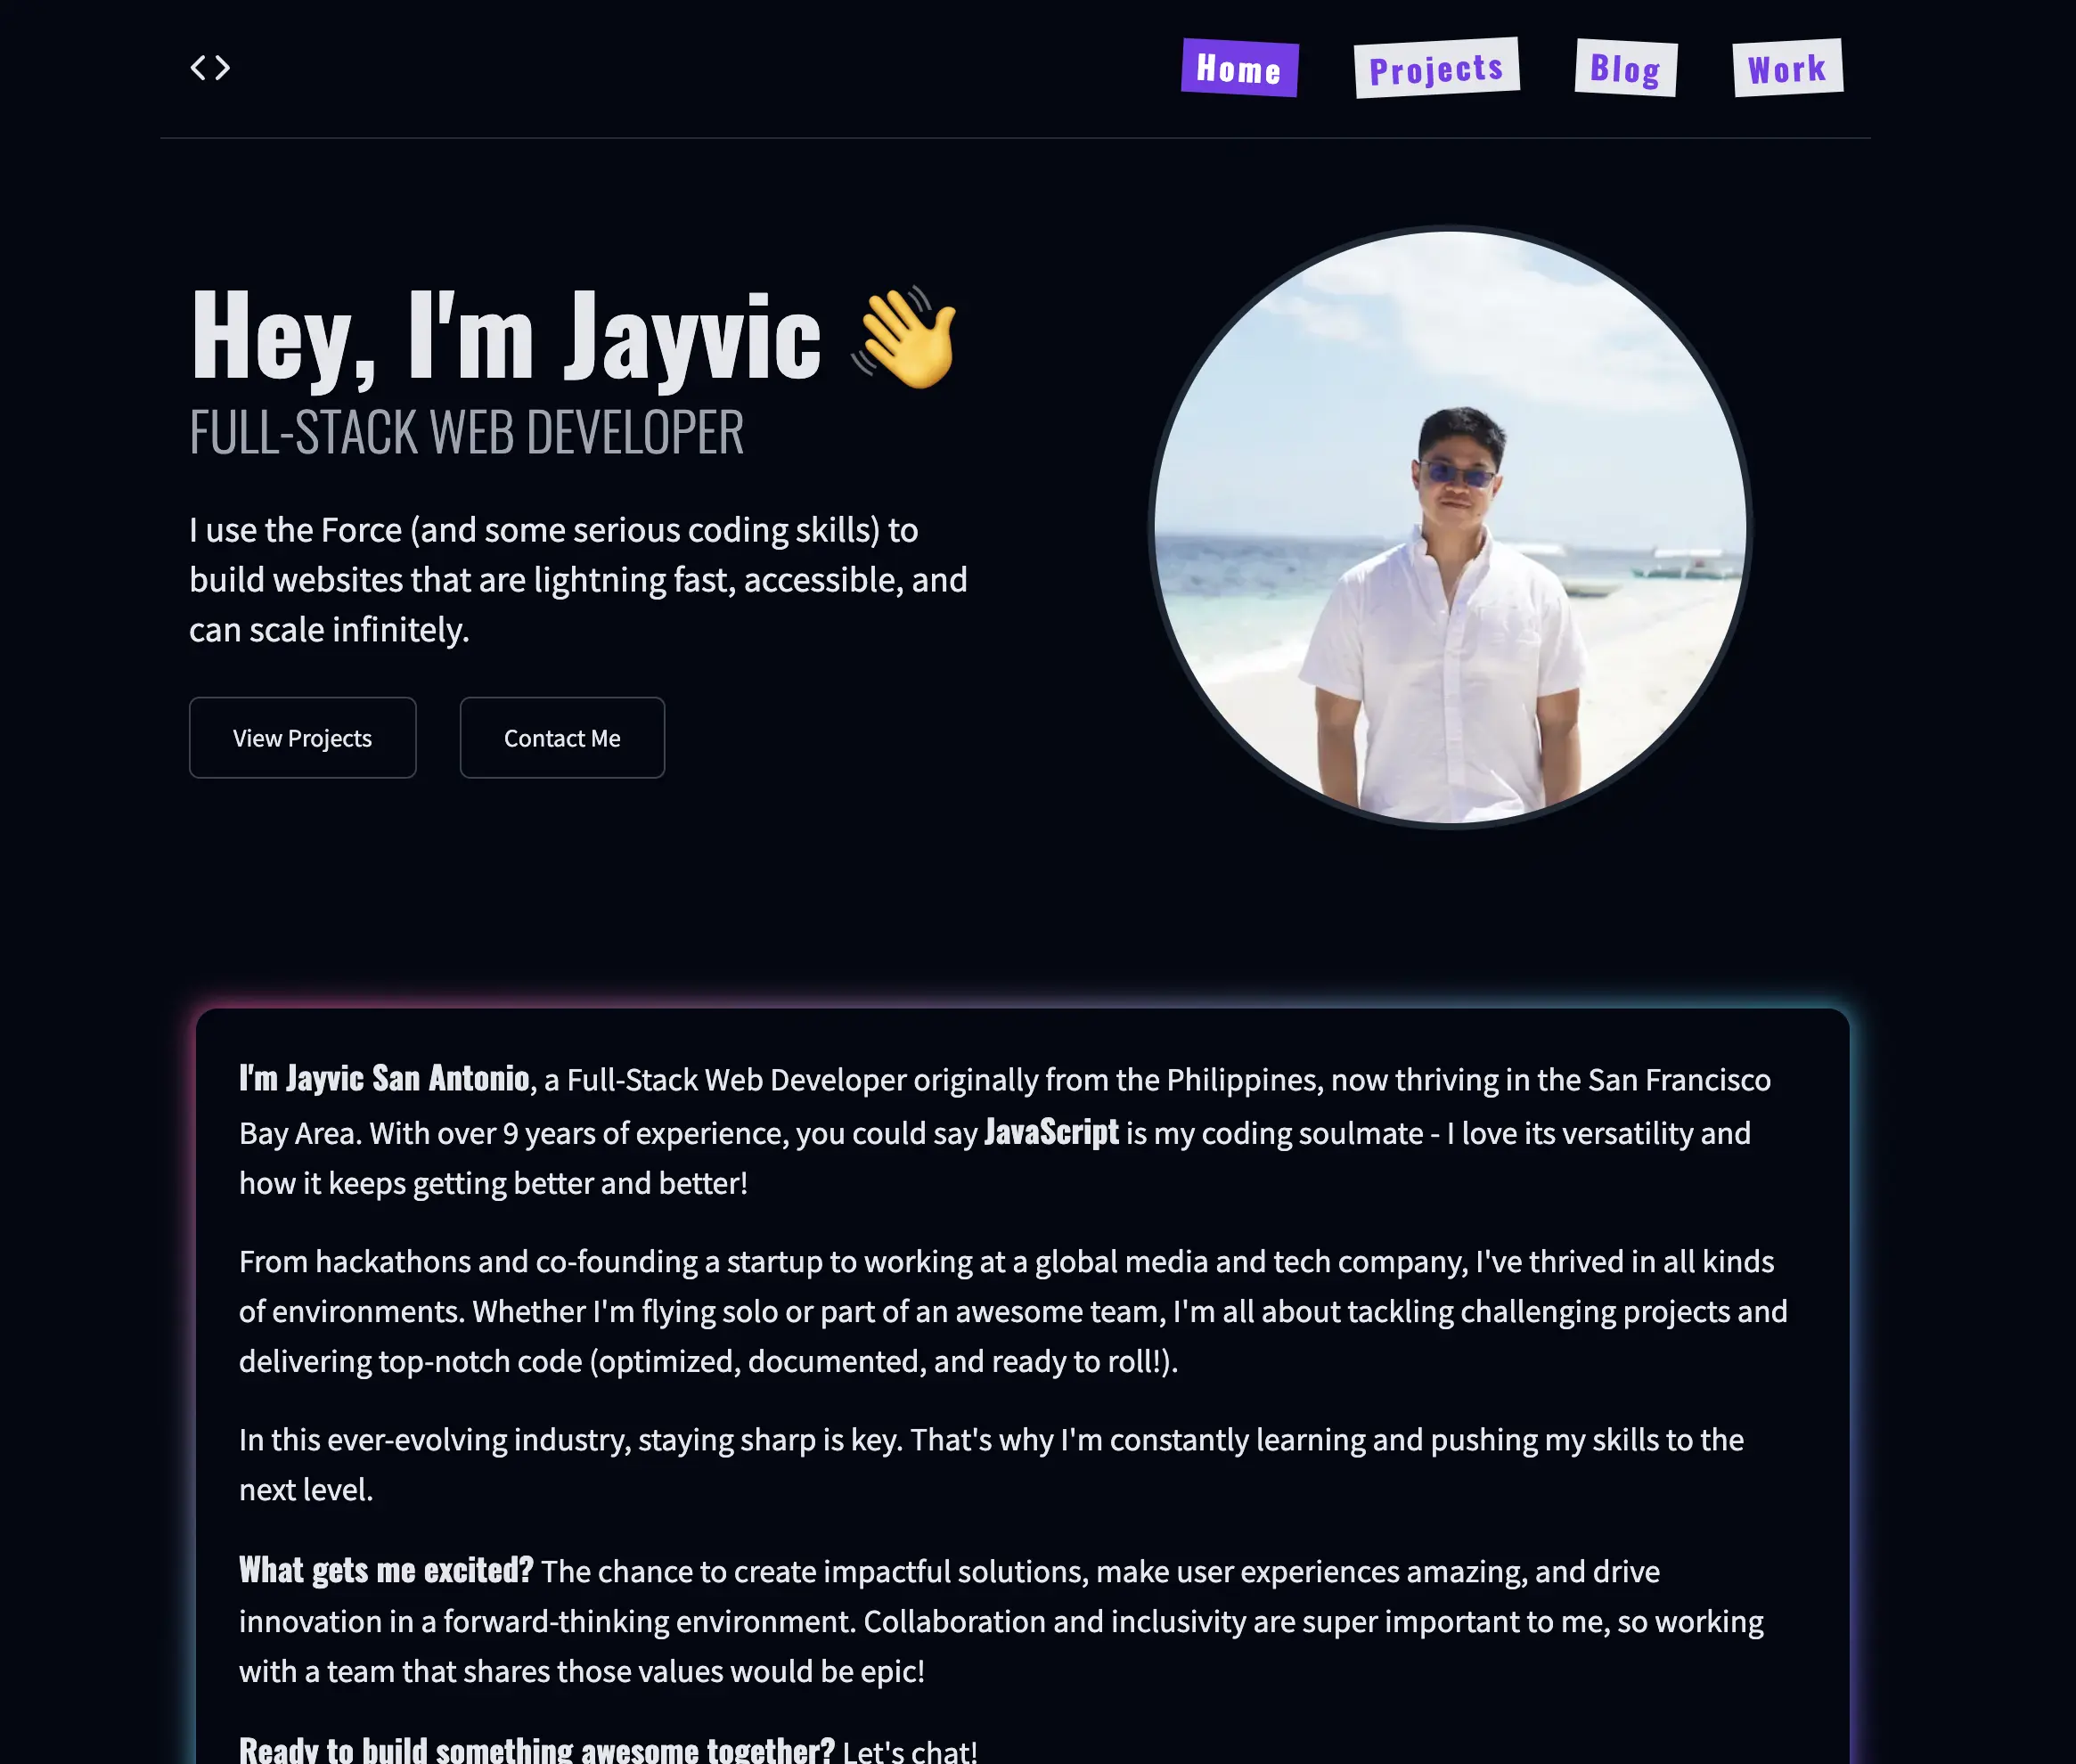 <>
Home
Projects
Blog
Work
Hey, I'm Jayvic 👋
FULL-STACK WEB DEVELOPER
I use the Force (and some serious coding skills) to
build websites that are lightning fast, accessible, and
can scale infinitely.
View Projects
Contact Me
I'm Jayvic San Antonio, a Full-Stack Web Developer originally from the Philippines, now thriving in the San Francisco
Bay Area. With over 9 years of experience, you could say JavaScript is my coding soulmate - I love its versatility and
how it keeps getting better and better!
From hackathons and co-founding a startup to working at a global media and tech company, I've thrived in all kinds
of environments. Whether I'm flying solo or part of an awesome team, I'm all about tackling challenging projects and
delivering top-notch code (optimized, documented, and ready to roll!).
In this ever-evolving industry, staying sharp is key. That's why I'm constantly learning and pushing my skills to the
next level.
What gets me excited? The chance to create impactful solutions, make user experiences amazing, and drive
innovation in a forward-thinking environment. Collaboration and inclusivity are super important to me, so working
with a team that shares those values would be epic!
Ready to build something awesome together? Let's chat!